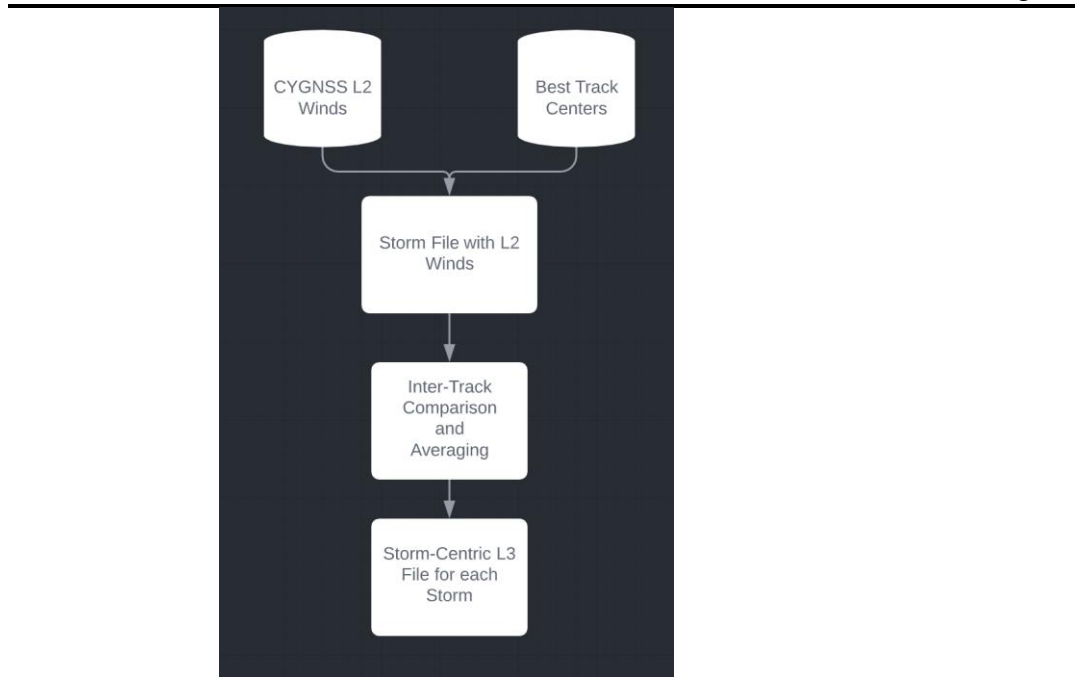 CYGNSS L2
Winds
Best Track
Centers
Storm File with L2
Winds
Inter-Track
Comparison
and
Averaging
Storm-Centric L3
File for each
Storm